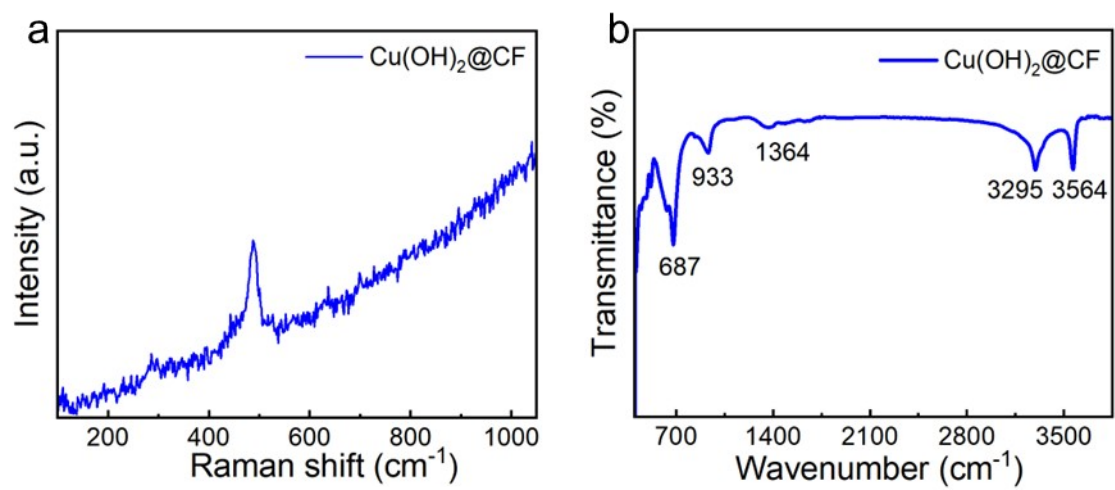 a
Cu(OH)₂@CF
Intensity (a.u.)
200 400 600 800 1000
Raman shift (cm⁻¹)
b
Cu(OH)₂@CF
Transmittance (%)
933
1364
3295 3564
687
700 1400 2100 2800 3500
Wavenumber (cm⁻¹)